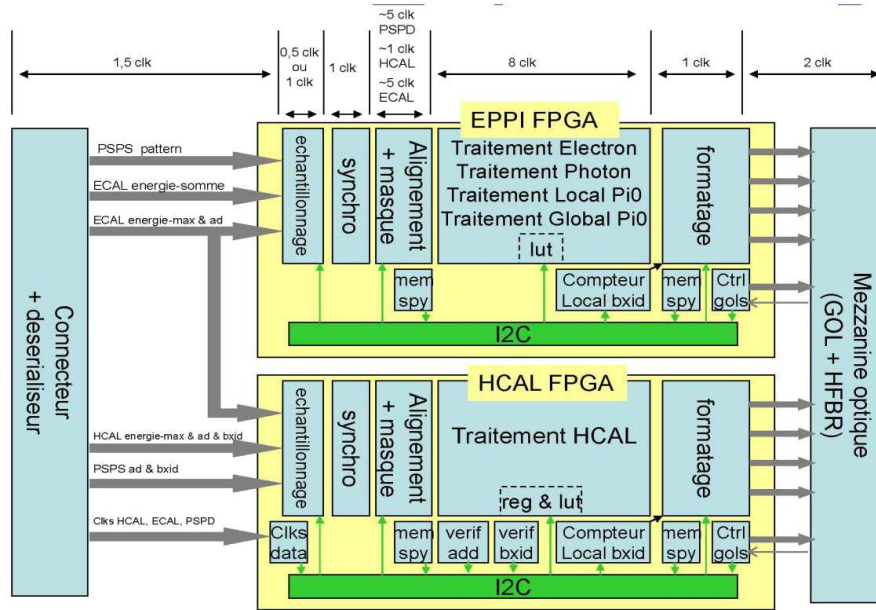 1,5 clk
0,5 clk
ou
1 clk
1 clk
~5 clk
PSPD
~1 clk
HCAL
~5 clk
ECAL
8 clk
1 clk
2 clk
Connecteur
+ deserialiseur
PSPS pattern
ECAL energie-somme
ECAL energie-max & ad
HCAL energie-max & ad & bxid
PSPS ad & bxid
Clks HCAL, ECAL, PSPD
EPPI FPGA
echantillonnage
synchro
Alignement
+ masque
Traitement Electron
Traitement Photon
Traitement Local Pi0
Traitement Global Pi0
lut
formatage
mem
spy
Compteur
Local bxid
mem
spy
Ctrl
gols
I2C
HCAL FPGA
echantillonnage
synchro
Alignement
+ masque
Traitement HCAL
reg & lut
formatage
Clks
data
mem
spy
verif
add
verif
bxid
Compteur
Local bxid
mem
spy
Ctrl
gols
I2C
Mezzanine optique
(GOL + HFBR)